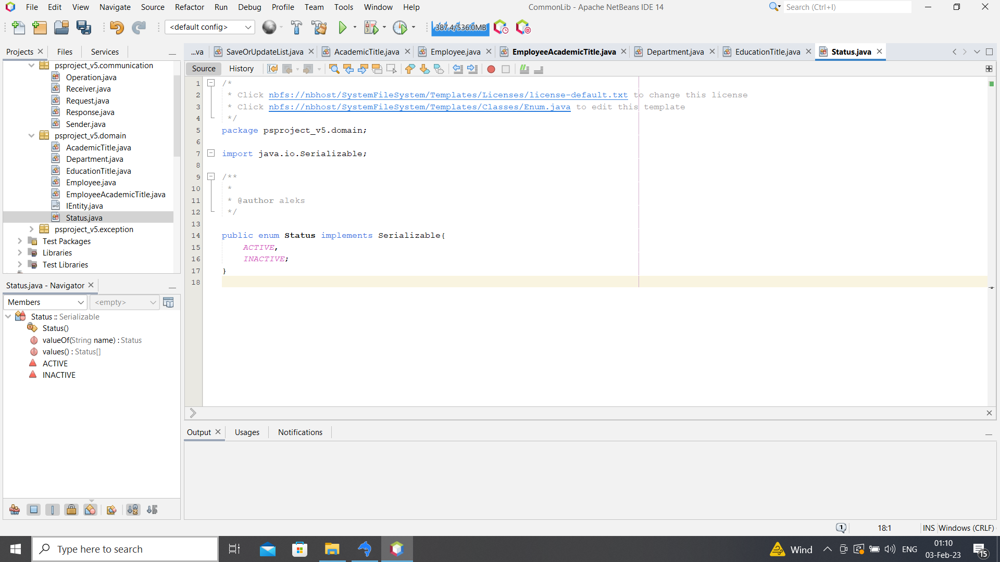 File Edit View Navigate Source Refactor Run Debug Profile Team Tools Window Help
CommonLib - Apache NetBeans IDE 14
Search (Ctrl+I)
<default config>
387.4/536.0MB
Projects Files Services
...va SaveOrUpdateList.java AcademicTitle.java Employee.java EmployeeAcademicTitle.java Department.java EducationTitle.java Status.java
psproject_v5.communication
Operation.java
Receiver.java
Request.java
Response.java
Sender.java
psproject_v5.domain
AcademicTitle.java
Department.java
EducationTitle.java
Employee.java
EmployeeAcademicTitle.java
IEntity.java
Status.java
psproject_v5.exception
Test Packages
Libraries
Test Libraries
Source History
1 /*
2 * Click nbfs://nbhost/SystemFileSystem/Templates/Licenses/license-default.txt to change this license
3 * Click nbfs://nbhost/SystemFileSystem/Templates/Classes/Enum.java to edit this template
4 */
5 package psproject_v5.domain;
6
7 import java.io.Serializable;
8
9 /**
10 *
11 * @author aleks
12 */
13
14 public enum Status implements Serializable{
15 ACTIVE,
16 INACTIVE;
17 }
18
Status.java - Navigator
Members <empty>
Status :: Serializable
Status()
valueOf(String name) : Status
values() : Status[]
ACTIVE
INACTIVE
Output Usages Notifications
1 18:1 INS Windows (CRLF)
Type here to search
Wind
ENG
01:10
03-Feb-23
15